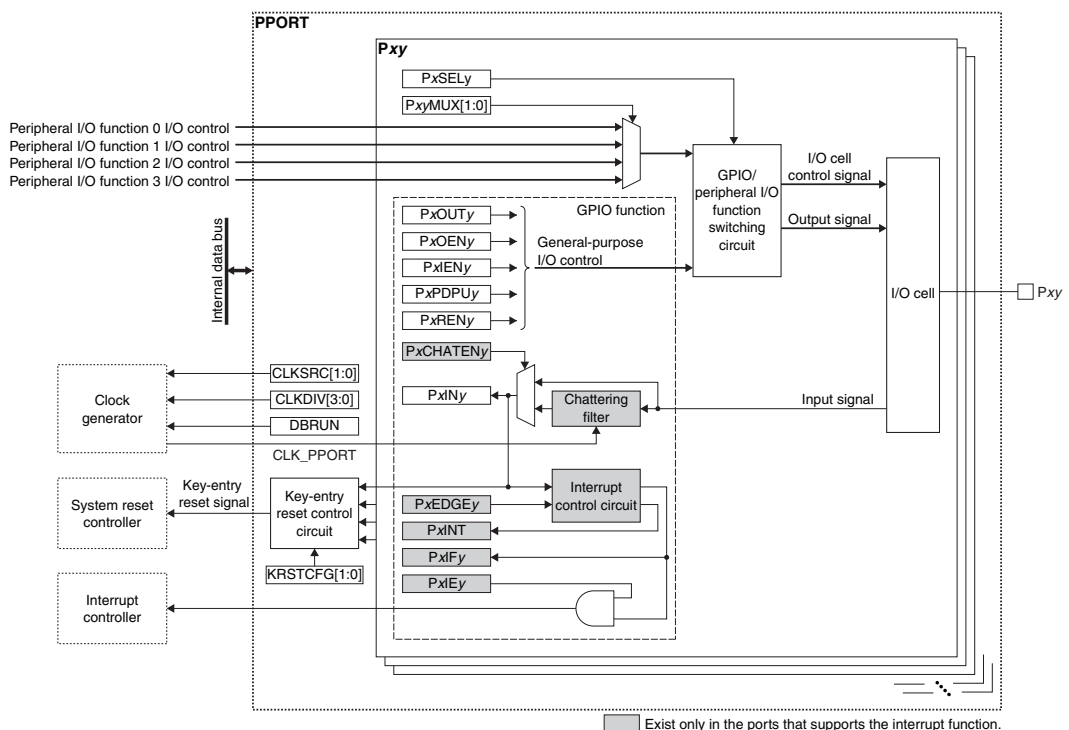 PPORT
Pxy
PxSELy
PxyMUX[1:0]
Peripheral I/O function 0 I/O control
Peripheral I/O function 1 I/O control
Peripheral I/O function 2 I/O control
Peripheral I/O function 3 I/O control
GPIO/
peripheral I/O
function
switching
circuit
I/O cell
control signal
Output signal
I/O cell
Pxy
Internal data bus
GPIO function
PxOUTy
PxOENy
PxIENy
PxPDPUy
PxRENy
General-purpose
I/O control
PxCHATENy
PxINy
Chattering
filter
Input signal
Clock
generator
CLKSRC[1:0]
CLKDIV[3:0]
DBRUN
CLK_PPORT
System reset
controller
Key-entry
reset signal
Key-entry
reset control
circuit
KRSTCFG[1:0]
PxEDGEy
PxINT
PxIFy
PxIEy
Interrupt
control circuit
Interrupt
controller
Exist only in the ports that supports the interrupt function.